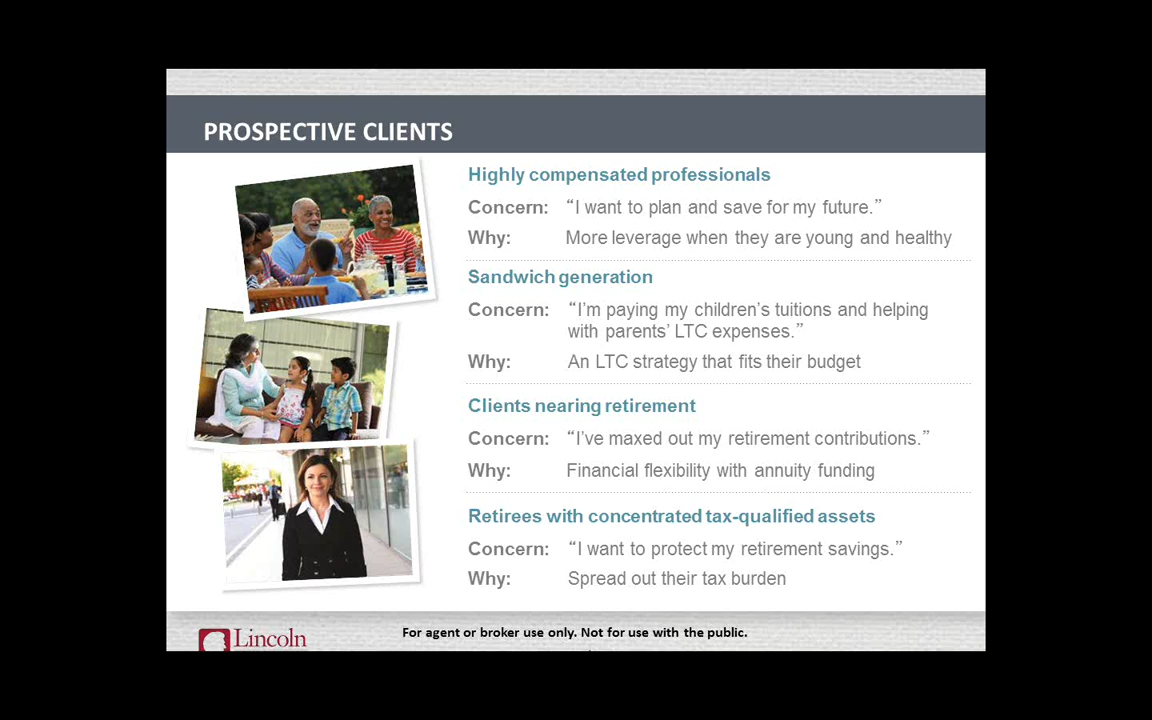 PROSPECTIVE CLIENTS
Highly compensated professionals
Concern: “I want to plan and save for my future.”
Why: More leverage when they are young and healthy
Sandwich generation
Concern: “I’m paying my children’s tuitions and helping
with parents’ LTC expenses.”
Why: An LTC strategy that fits their budget
Clients nearing retirement
Concern: “I’ve maxed out my retirement contributions.”
Why: Financial flexibility with annuity funding
Retirees with concentrated tax-qualified assets
Concern: “I want to protect my retirement savings.”
Why: Spread out their tax burden
Lincoln
For agent or broker use only. Not for use with the public.